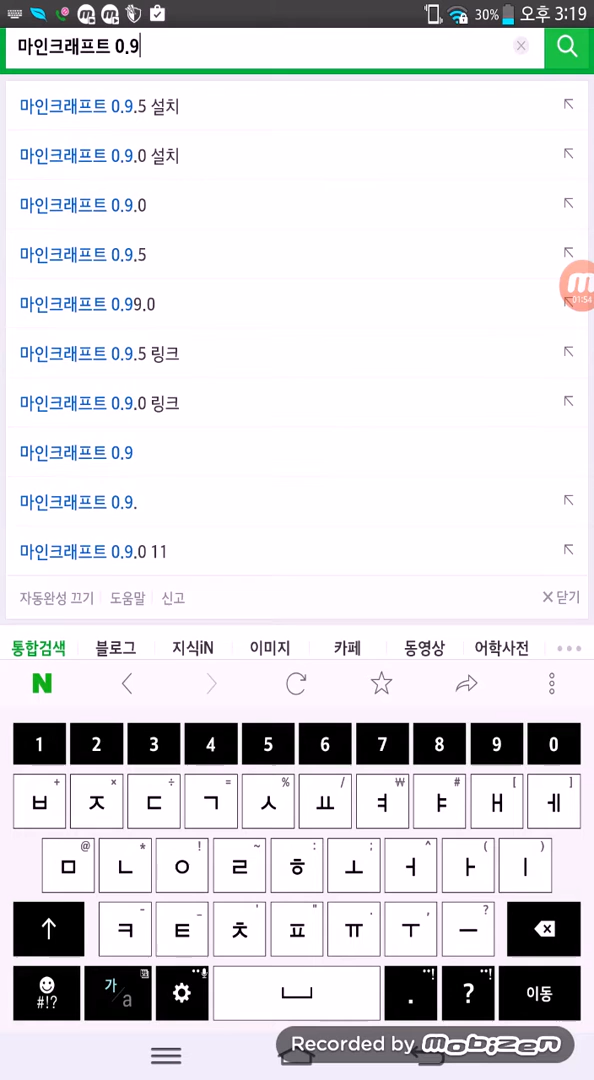 30% 오후 3:19
마인크래프트 0.9
마인크래프트 0.9.5 설치
마인크래프트 0.9.0 설치
마인크래프트 0.9.0
마인크래프트 0.9.5
마인크래프트 0.99.0
01:54
마인크래프트 0.9.5 링크
마인크래프트 0.9.0 링크
마인크래프트 0.9
마인크래프트 0.9.
마인크래프트 0.9.0 11
자동완성 끄기 도움말 신고 닫기
통합검색 블로그 지식iN 이미지 카페 동영상 어학사전
N
1 2 3 4 5 6 7 8 9 0
+ × ÷ = % / ₩ # [ ]
ㅂ ㅈ ㄷ ㄱ ㅅ ㅛ ㅕ ㅑ ㅐ ㅔ
@ * ! ~ : ; ^ ( )
ㅁ ㄴ ㅇ ㄹ ㅎ ㅗ ㅓ ㅏ ㅣ
- _ ' " . , ?
ㅋ ㅌ ㅊ ㅍ ㅠ ㅜ ㅡ
#!? 가/a . ? 이동
Recorded by mobizen